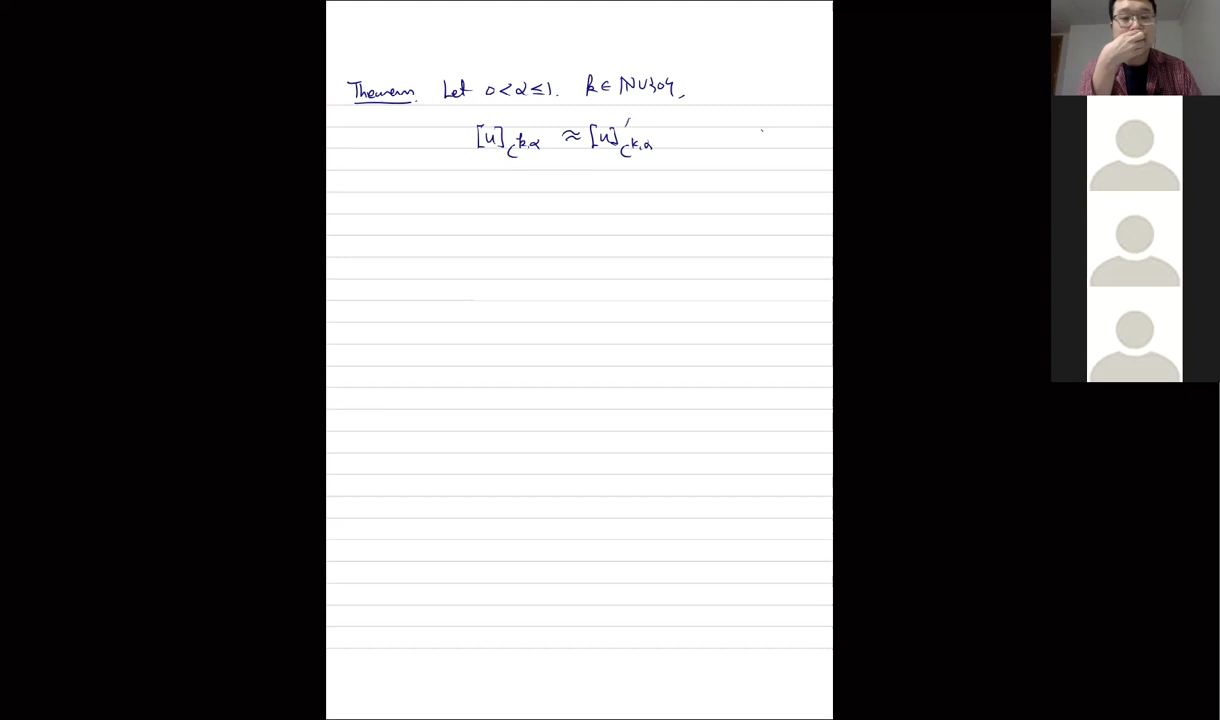 Theorem. Let 0 < α ≤ 1. k ∈ ℕ∪{0},
[u]_{C^{k,α}} ≈ [u]'_{C^{k,α}}